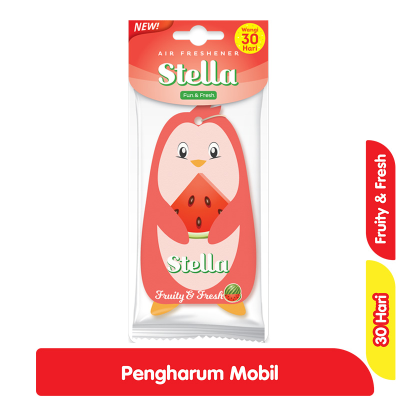 NEW!
Wangi
30
Hari
AIR FRESHENER
Stella
Fun & Fresh
Stella
Fruity & Fresh
Fruity & Fresh
30 Hari
Pengharum Mobil